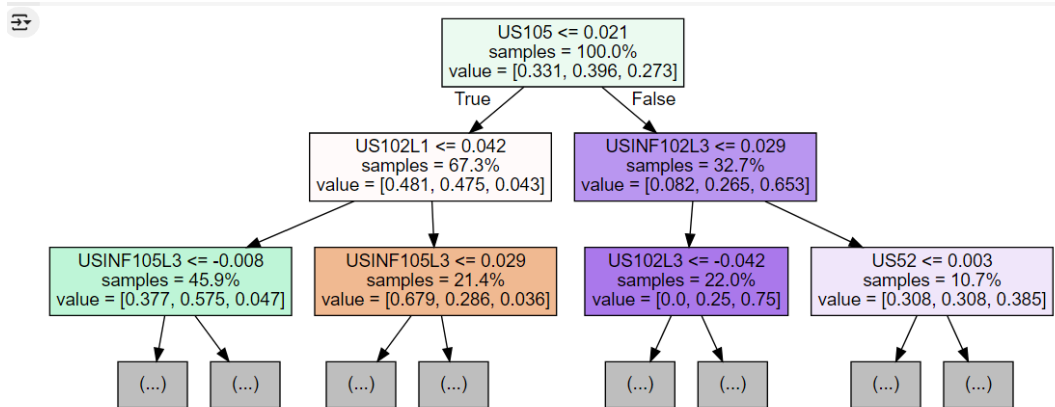 US105 <= 0.021
samples = 100.0%
value = [0.331, 0.396, 0.273]
True
False
US102L1 <= 0.042
samples = 67.3%
value = [0.481, 0.475, 0.043]
USINF102L3 <= 0.029
samples = 32.7%
value = [0.082, 0.265, 0.653]
USINF105L3 <= -0.008
samples = 45.9%
value = [0.377, 0.575, 0.047]
USINF105L3 <= 0.029
samples = 21.4%
value = [0.679, 0.286, 0.036]
US102L3 <= -0.042
samples = 22.0%
value = [0.0, 0.25, 0.75]
US52 <= 0.003
samples = 10.7%
value = [0.308, 0.308, 0.385]
(...)
(...)
(...)
(...)
(...)
(...)
(...)
(...)